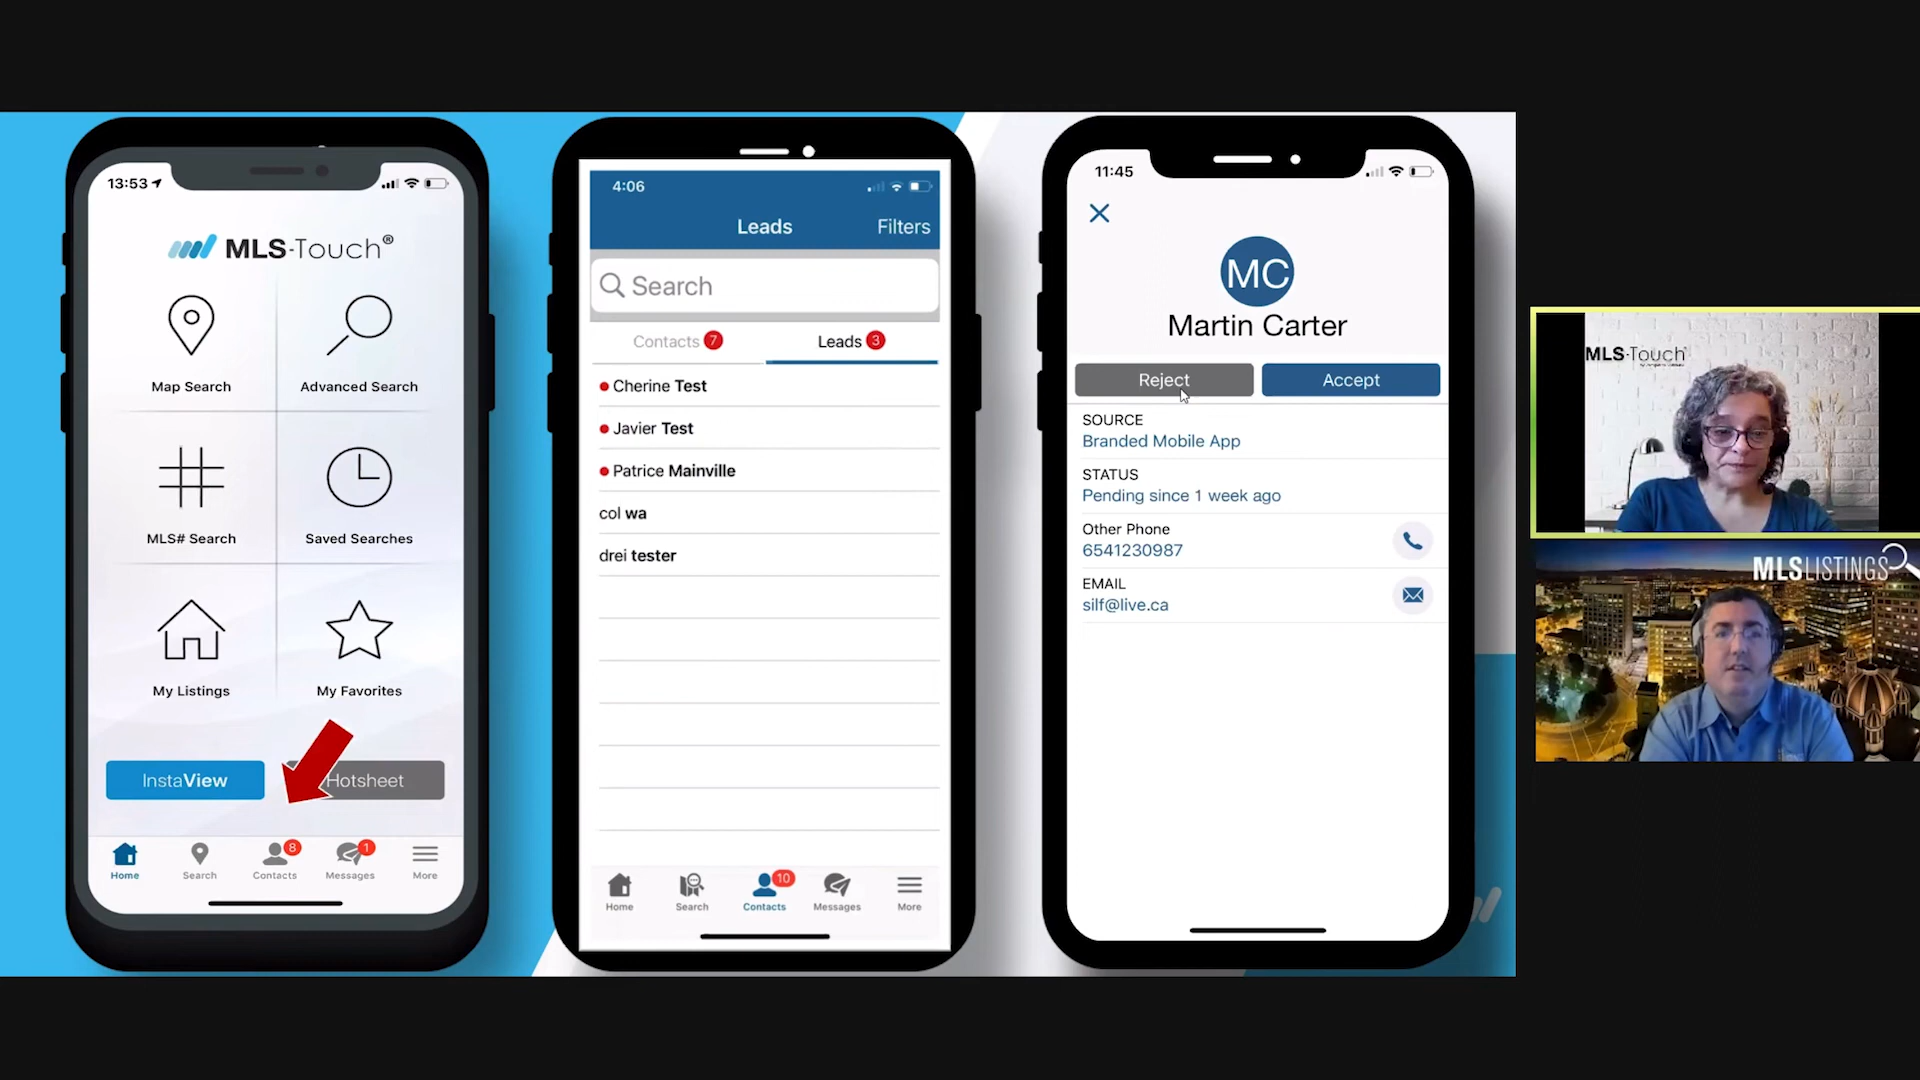 13:53
MLS-Touch®
Map Search
Advanced Search
MLS# Search
Saved Searches
My Listings
My Favorites
InstaView
Hotsheet
8
1
Home
Search
Contacts
Messages
More
4:06
Leads
Filters
Search
Contacts 7
Leads 3
Cherine Test
Javier Test
Patrice Mainville
col wa
drei tester
10
Home
Search
Contacts
Messages
More
11:45
MC
Martin Carter
Reject
Accept
SOURCE
Branded Mobile App
STATUS
Pending since 1 week ago
Other Phone
6541230987
EMAIL
silf@live.ca
MLS-Touch®
MLSLISTINGS